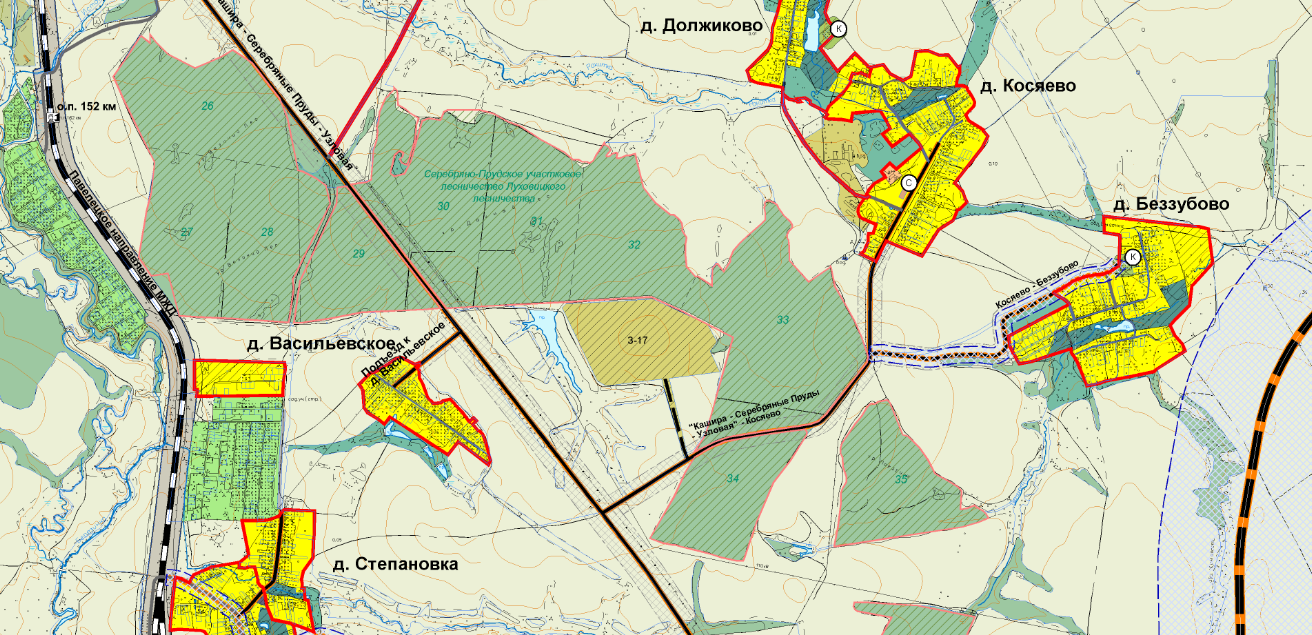 д. Должиково
К
Кашира - Серебряные Пруды - Узловая"
д. Косяево
о.п. 152 км
26
Серебряно-Прудское участковое
лесничество Луховицкого
лесничества
С
30
31
д. Беззубово
27
28
29
32
К
Павелецкое направление МЖД
Косяево - Беззубово
33
З-17
д. Васильевское
Подъезд к
д. Васильевское
"Кашира - Серебряные Пруды
- Узловая" - Косяево
34
35
д. Степановка